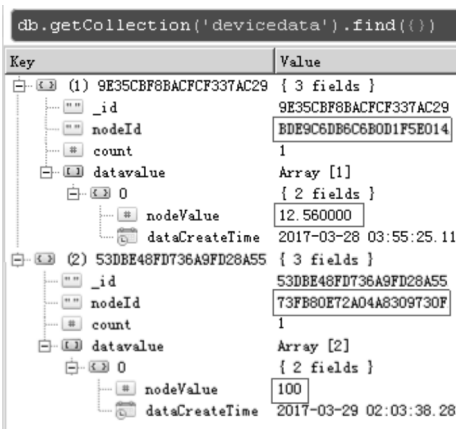 db.getCollection('devicedata').find({})
Key Value
(1) 9E35CBF8BACFCF337AC29 { 3 fields }
_id 9E35CBF8BACFCF337AC29
nodeId BDE9C6DB6C6B0D1F5E014
count 1
datavalue Array [1]
0 { 2 fields }
nodeValue 12.560000
dataCreateTime 2017-03-28 03:55:25.11
(2) 53DBE48FD736A9FD28A55 { 3 fields }
_id 53DBE48FD736A9FD28A55
nodeId 73FB80E72A04A8309730F
count 1
datavalue Array [2]
0 { 2 fields }
nodeValue 100
dataCreateTime 2017-03-29 02:03:38.28